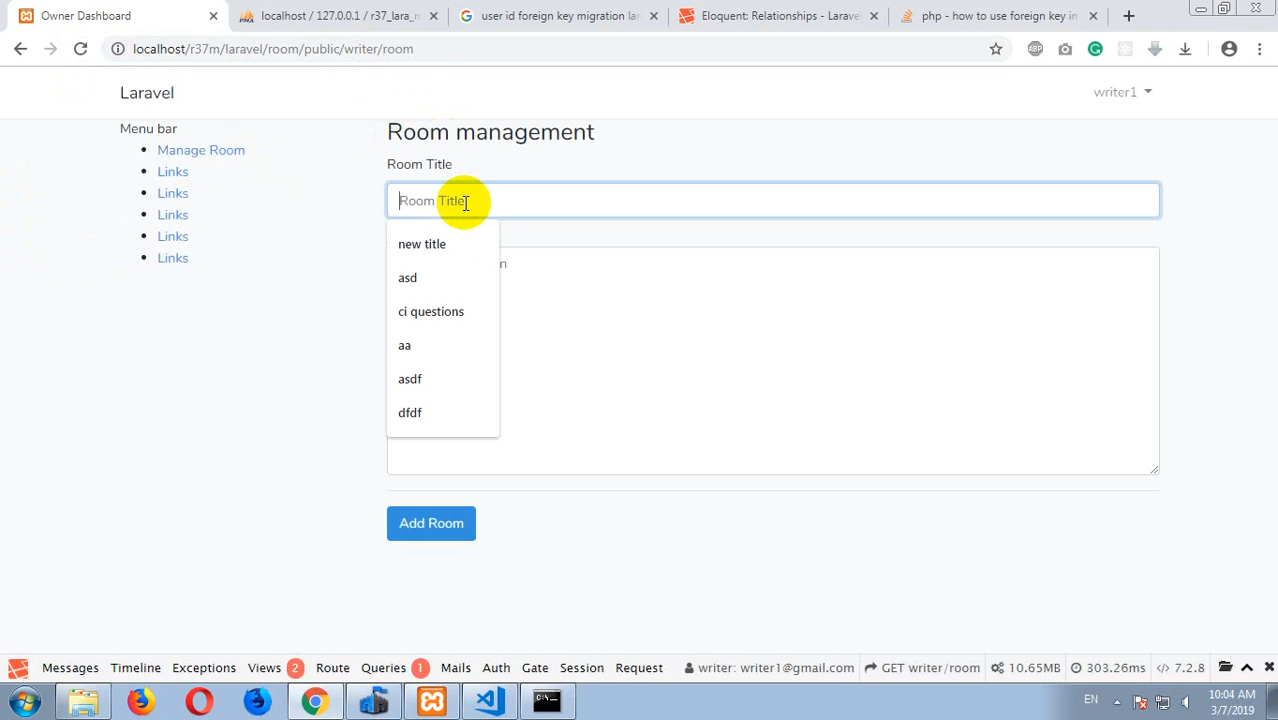 Owner Dashboard
localhost / 127.0.0.1 / r37_lara_n
user id foreign key migration lar
Eloquent: Relationships - Laravel
php - how to use foreign key in
localhost/r37m/laravel/room/public/writer/room
Laravel
writer1
Menu bar
Manage Room
Links
Links
Links
Links
Links
Room management
Room Title
Room Title
new title
asd
ci questions
aa
asdf
dfdf
n
Add Room
Messages Timeline Exceptions Views 2 Route Queries 1 Mails Auth Gate Session Request writer: writer1@gmail.com GET writer/room 10.65MB 303.26ms 7.2.8
EN
10:04 AM
3/7/2019